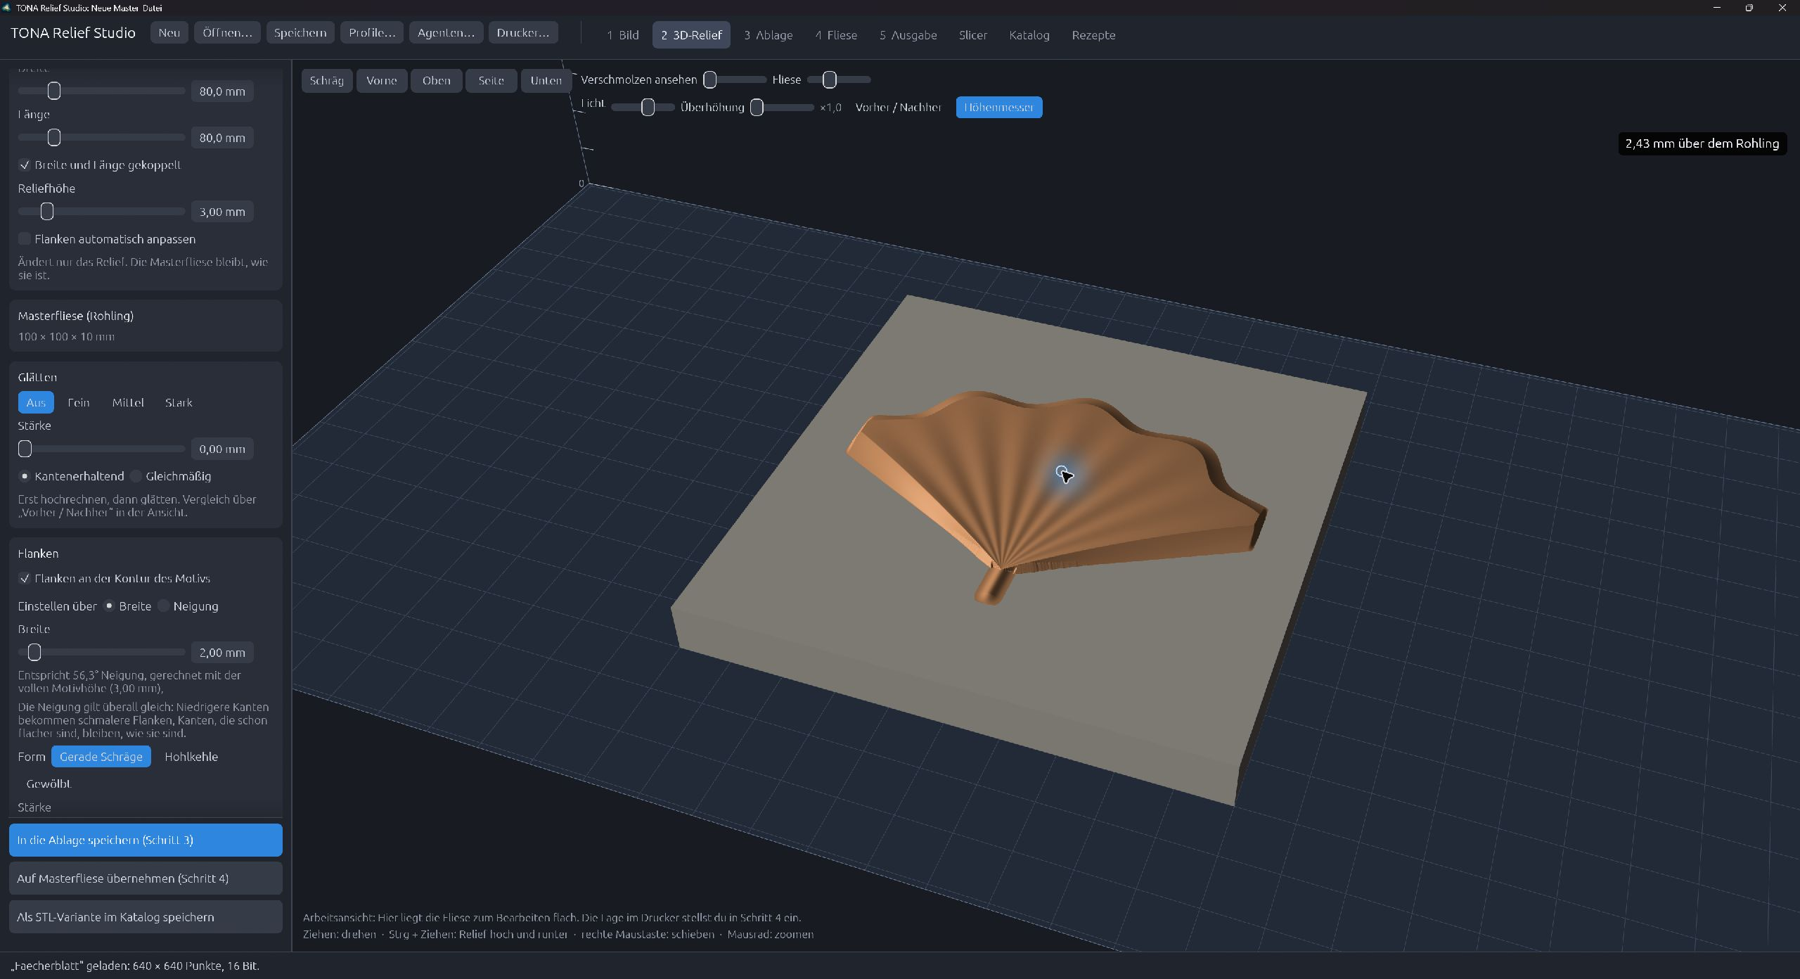 TONA Relief Studio: Neue Master-Datei
TONA Relief Studio Neu Öffnen… Speichern Profile… Agenten… Drucker… 1 Bild 2 3D-Relief 3 Ablage 4 Fliese 5 Ausgabe Slicer Katalog Rezepte
80,0 mm
Länge
80,0 mm
Breite und Länge gekoppelt
Reliefhöhe
3,00 mm
Flanken automatisch anpassen
Ändert nur das Relief. Die Masterfliese bleibt, wie
sie ist.
Masterfliese (Rohling)
100 × 100 × 10 mm
Glätten
Aus Fein Mittel Stark
Stärke
0,00 mm
Kantenerhaltend Gleichmäßig
Erst hochrechnen, dann glätten. Vergleich über
„Vorher / Nachher" in der Ansicht.
Flanken
Flanken an der Kontur des Motivs
Einstellen über Breite Neigung
Breite
2,00 mm
Entspricht 56,3° Neigung, gerechnet mit der
vollen Motivhöhe (3,00 mm),
Die Neigung gilt überall gleich: Niedrigere Kanten
bekommen schmalere Flanken, Kanten, die schon
flacher sind, bleiben, wie sie sind.
Form Gerade Schräge Hohlkehle
Gewölbt
Stärke
In die Ablage speichern (Schritt 3)
Auf Masterfliese übernehmen (Schritt 4)
Als STL-Variante im Katalog speichern
Schräg Vorne Oben Seite Unten Verschmolzen ansehen Fliese
Licht Überhöhung ×1,0 Vorher / Nachher Höhenmesser
2,43 mm über dem Rohling
0
Arbeitsansicht: Hier liegt die Fliese zum Bearbeiten flach. Die Lage im Drucker stellst du in Schritt 4 ein.
Ziehen: drehen · Strg + Ziehen: Relief hoch und runter · rechte Maustaste: schieben · Mausrad: zoomen
„Faecherblatt" geladen: 640 × 640 Punkte, 16 Bit.